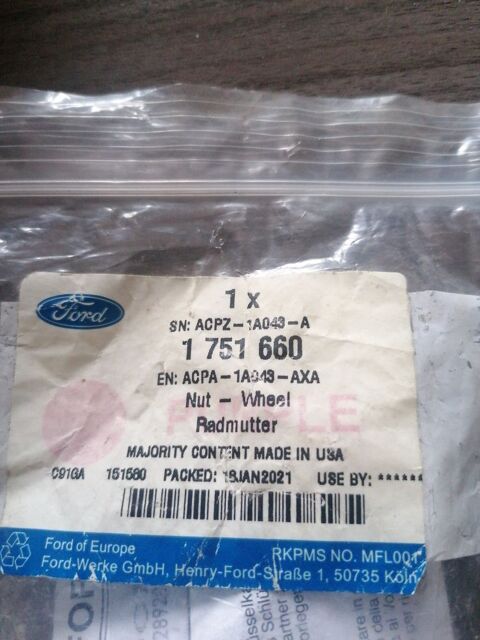 Ford
1 x
SN: ACPZ-1A043-A
1 751 660
EN: ACPA-1A043-AXA
Nut - Wheel
Radmutter
MAJORITY CONTENT MADE IN USA
C91GA 151580 PACKED: 18JAN2021 USE BY: ******
Ford of Europe
RKPMS NO. MFL001
Ford-Werke GmbH, Henry-Ford-Straße 1, 50735 Köln